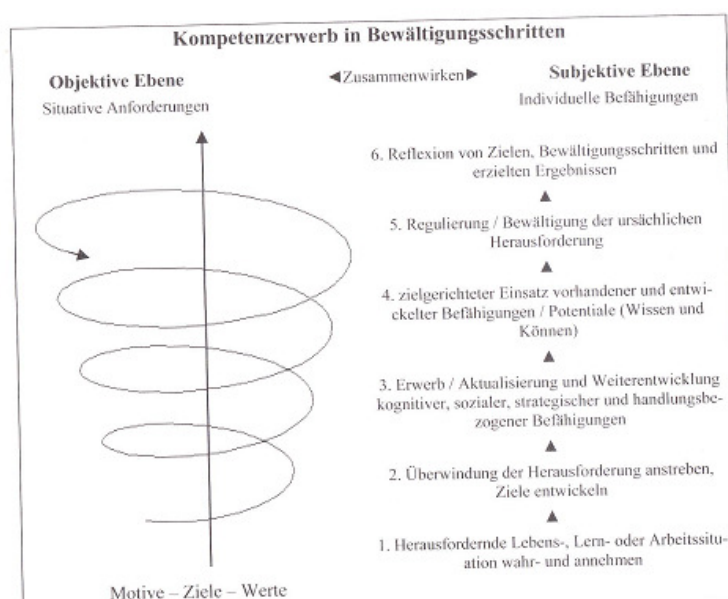 Kompetenzerwerb in Bewältigungsschritten
Objektive Ebene
Situative Anforderungen
◄Zusammenwirken►
Subjektive Ebene
Individuelle Befähigungen
6. Reflexion von Zielen, Bewältigungsschritten und
erzielten Ergebnissen
▲
5. Regulierung / Bewältigung der ursächlichen
Herausforderung
▲
4. zielgerichteter Einsatz vorhandener und entwi-
ckelter Befähigungen / Potentiale (Wissen und
Können)
▲
3. Erwerb / Aktualisierung und Weiterentwicklung
kognitiver, sozialer, strategischer und handlungsbe-
zogener Befähigungen
▲
2. Überwindung der Herausforderung anstreben,
Ziele entwickeln
▲
1. Herausfordernde Lebens-, Lern- oder Arbeitssitu-
ation wahr- und annehmen
Motive – Ziele – Werte